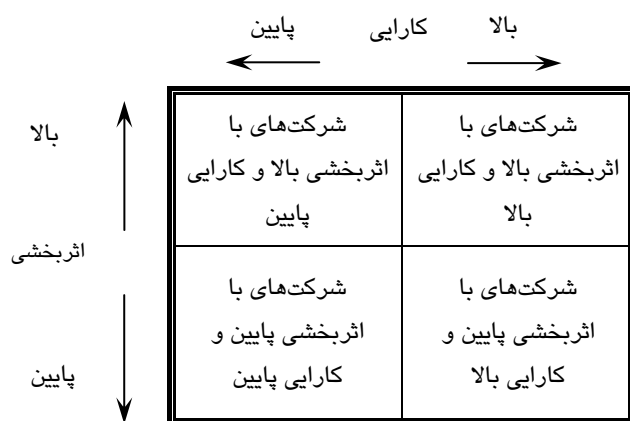 بالا کارایی پایین
بالا
اثربخشی
پایین
شرکت‌های با
اثربخشی بالا و کارایی
بالا
شرکت‌های با
اثربخشی بالا و کارایی
پایین
شرکت‌های با
اثربخشی پایین و
کارایی بالا
شرکت‌های با
اثربخشی پایین و
کارایی پایین